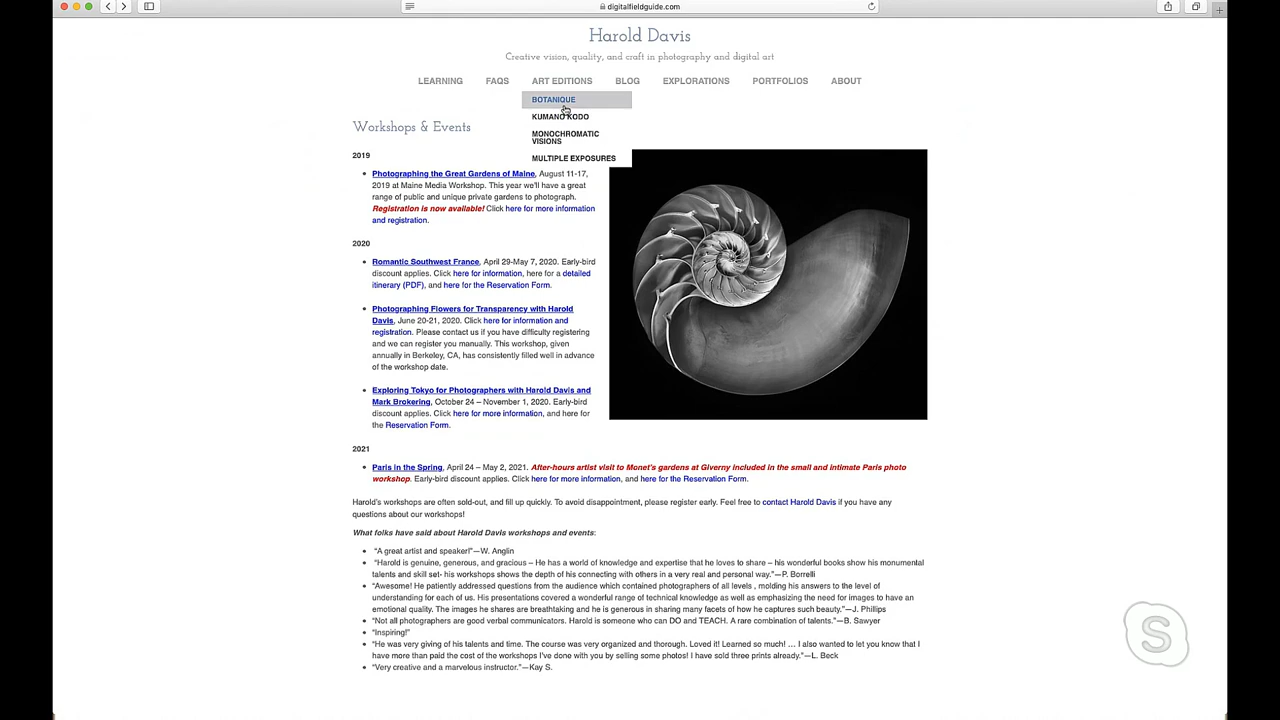 digitalfieldguide.com
Harold Davis
Creative vision, quality, and craft in photography and digital art
LEARNING FAQS ART EDITIONS BLOG EXPLORATIONS PORTFOLIOS ABOUT
BOTANIQUE
KUMANO KODO
MONOCHROMATIC
VISIONS
MULTIPLE EXPOSURES
Workshops & Events
2019
• Photographing the Great Gardens of Maine, August 11-17,
2019 at Maine Media Workshop. This year we'll have a great
range of public and unique private gardens to photograph.
Registration is now available! Click here for more information
and registration.
2020
• Romantic Southwest France, April 29-May 7, 2020. Early-bird
discount applies. Click here for information, here for a detailed
itinerary (PDF), and here for the Reservation Form.
• Photographing Flowers for Transparency with Harold
Davis, June 20-21, 2020. Click here for information and
registration. Please contact us if you have difficulty registering
and we can register you manually. This workshop, given
annually in Berkeley, CA, has consistently filled well in advance
of the workshop date.
• Exploring Tokyo for Photographers with Harold Davis and
Mark Brokering, October 24 – November 1, 2020. Early-bird
discount applies. Click here for more information, and here for
the Reservation Form.
2021
• Paris in the Spring, April 24 – May 2, 2021. After-hours artist visit to Monet's gardens at Giverny included in the small and intimate Paris photo
workshop. Early-bird discount applies. Click here for more information, and here for the Reservation Form.
Harold's workshops are often sold-out, and fill up quickly. To avoid disappointment, please register early. Feel free to contact Harold Davis if you have any
questions about our workshops!
What folks have said about Harold Davis workshops and events:
• “A great artist and speaker!”—W. Anglin
• “Harold is genuine, generous, and gracious – He has a world of knowledge and expertise that he loves to share – his wonderful books show his monumental
talents and skill set- his workshops shows the depth of his connecting with others in a very real and personal way.”—P. Borrelli
• “Awesome! He patiently addressed questions from the audience which contained photographers of all levels , molding his answers to the level of
understanding for each of us. His presentations covered a wonderful range of technical knowledge as well as emphasizing the need for images to have an
emotional quality. The images he shares are breathtaking and he is generous in sharing many facets of how he captures such beauty.”—J. Phillips
• “Not all photographers are good verbal communicators. Harold is someone who can DO and TEACH. A rare combination of talents.”—B. Sawyer
• “Inspiring!”
• “He was very giving of his talents and time. The course was very organized and thorough. Loved it! Learned so much! … I also wanted to let you know that I
have more than paid the cost of the workshops I've done with you by selling some photos! I have sold three prints already.”—L. Beck
• “Very creative and a marvelous instructor.”—Kay S.
S